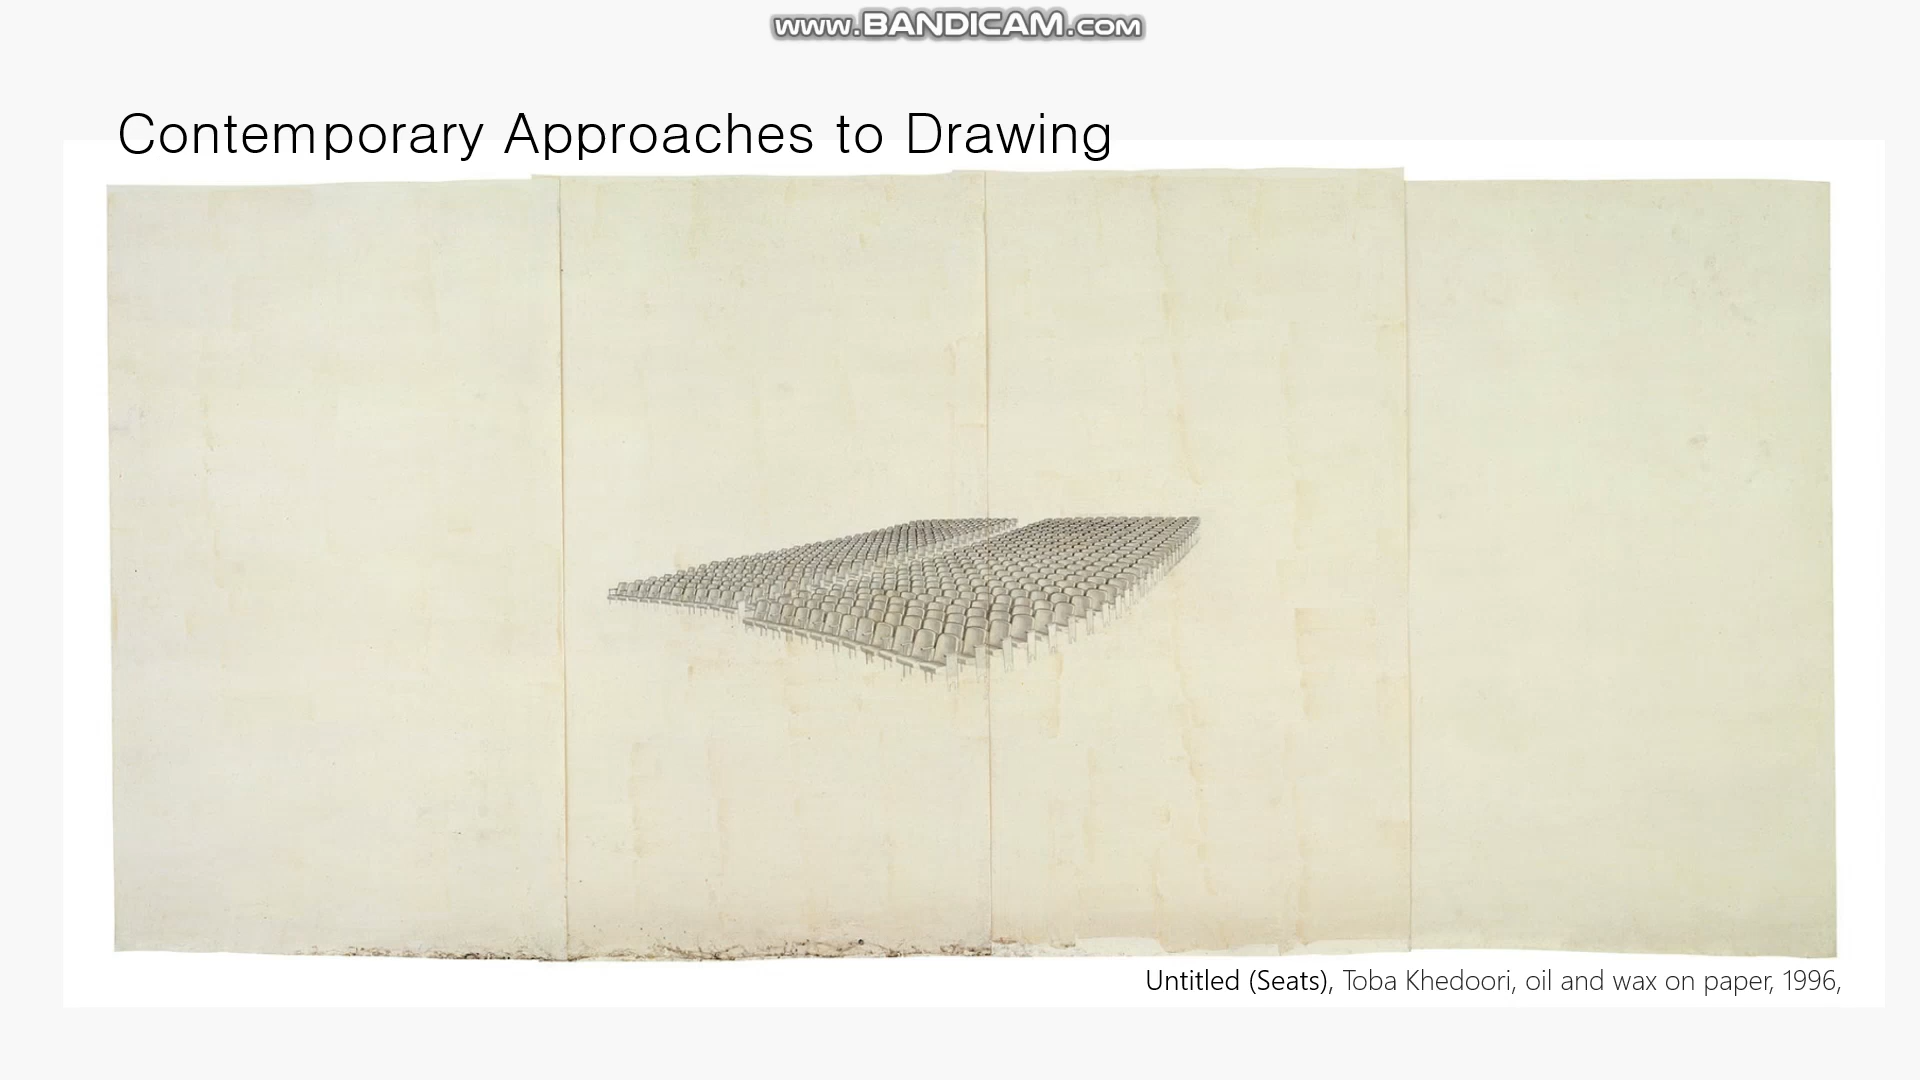 www.BANDICAM.com
Contemporary Approaches to Drawing
Untitled (Seats), Toba Khedoori, oil and wax on paper, 1996,